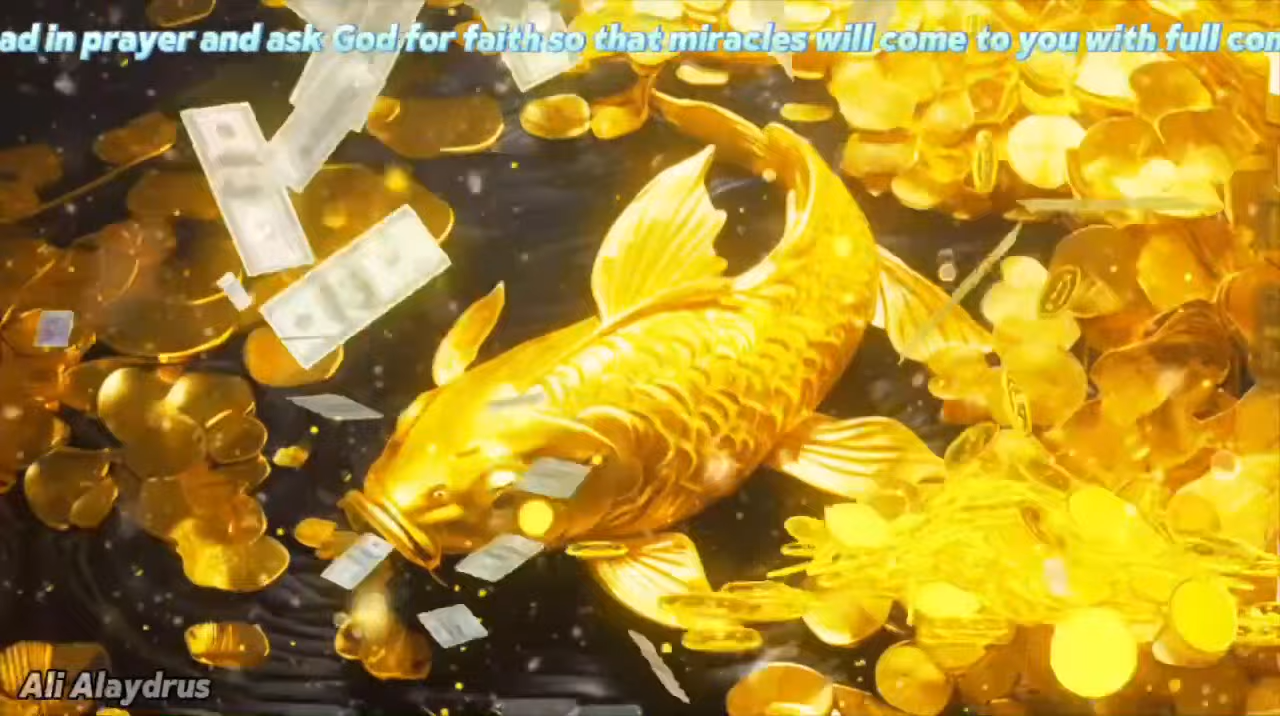 ad in prayer and ask God for faith so that miracles will come to you with full con
Ali Alaydrus